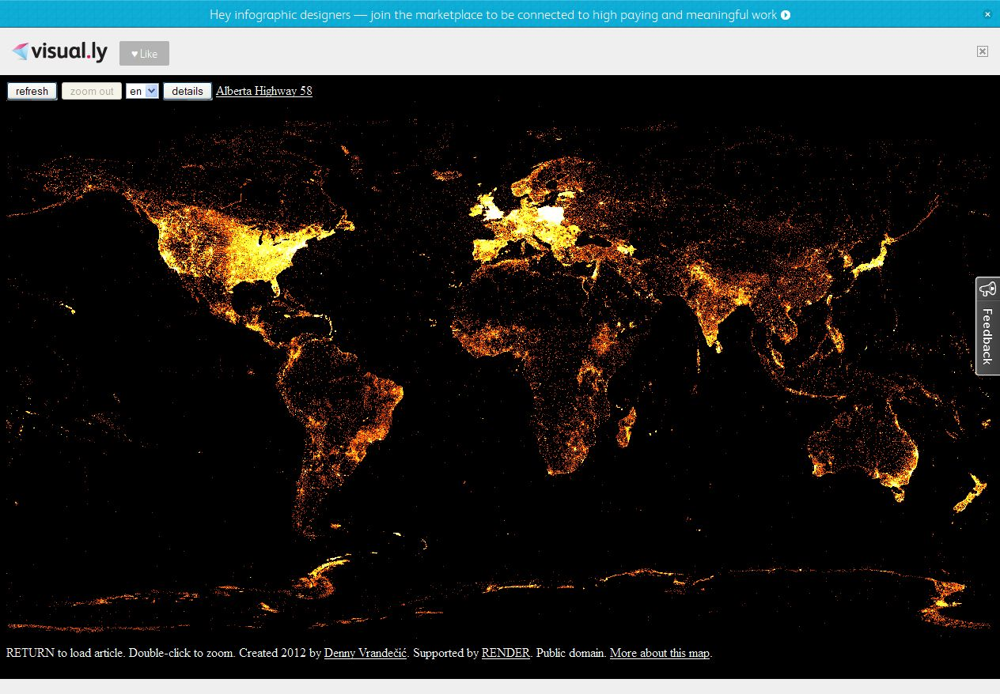 Hey infographic designers — join the marketplace to be connected to high paying and meaningful work
visual.ly ♥ Like
refresh zoom out en details Alberta Highway 58
Feedback
RETURN to load article. Double-click to zoom. Created 2012 by Denny Vrandečić. Supported by RENDER. Public domain. More about this map.